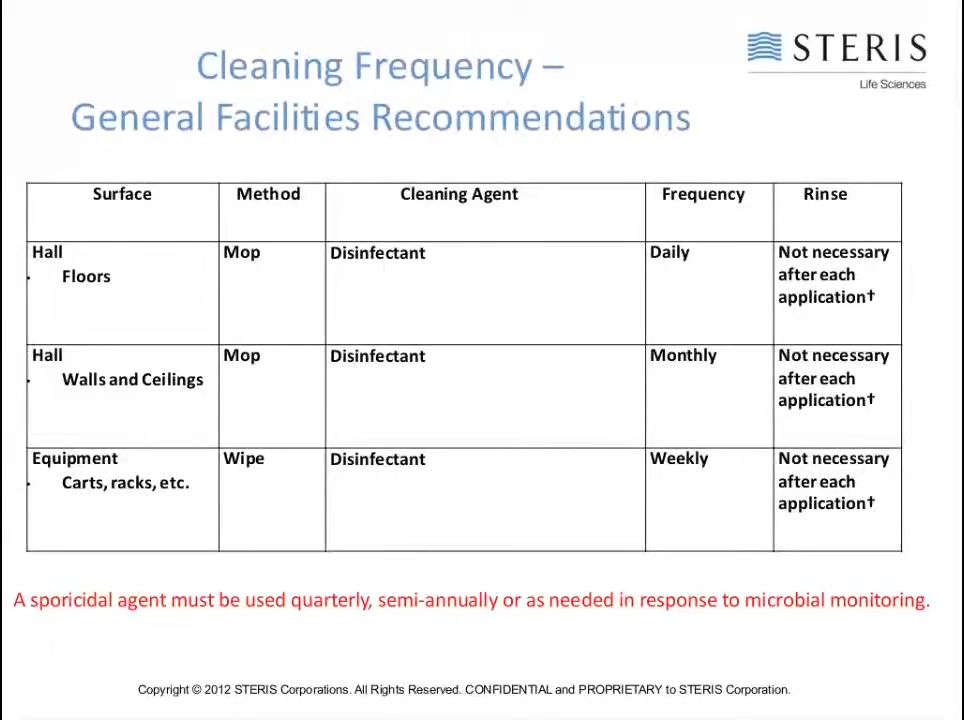 STERIS
Life Sciences
Cleaning Frequency –
General Facilities Recommendations
Surface Method Cleaning Agent Frequency Rinse
Hall Mop Disinfectant Daily Not necessary
• Floors after each
application†
Hall Mop Disinfectant Monthly Not necessary
• Walls and Ceilings after each
application†
Equipment Wipe Disinfectant Weekly Not necessary
• Carts, racks, etc. after each
application†
A sporicidal agent must be used quarterly, semi-annually or as needed in response to microbial monitoring.
Copyright © 2012 STERIS Corporations. All Rights Reserved. CONFIDENTIAL and PROPRIETARY to STERIS Corporation.